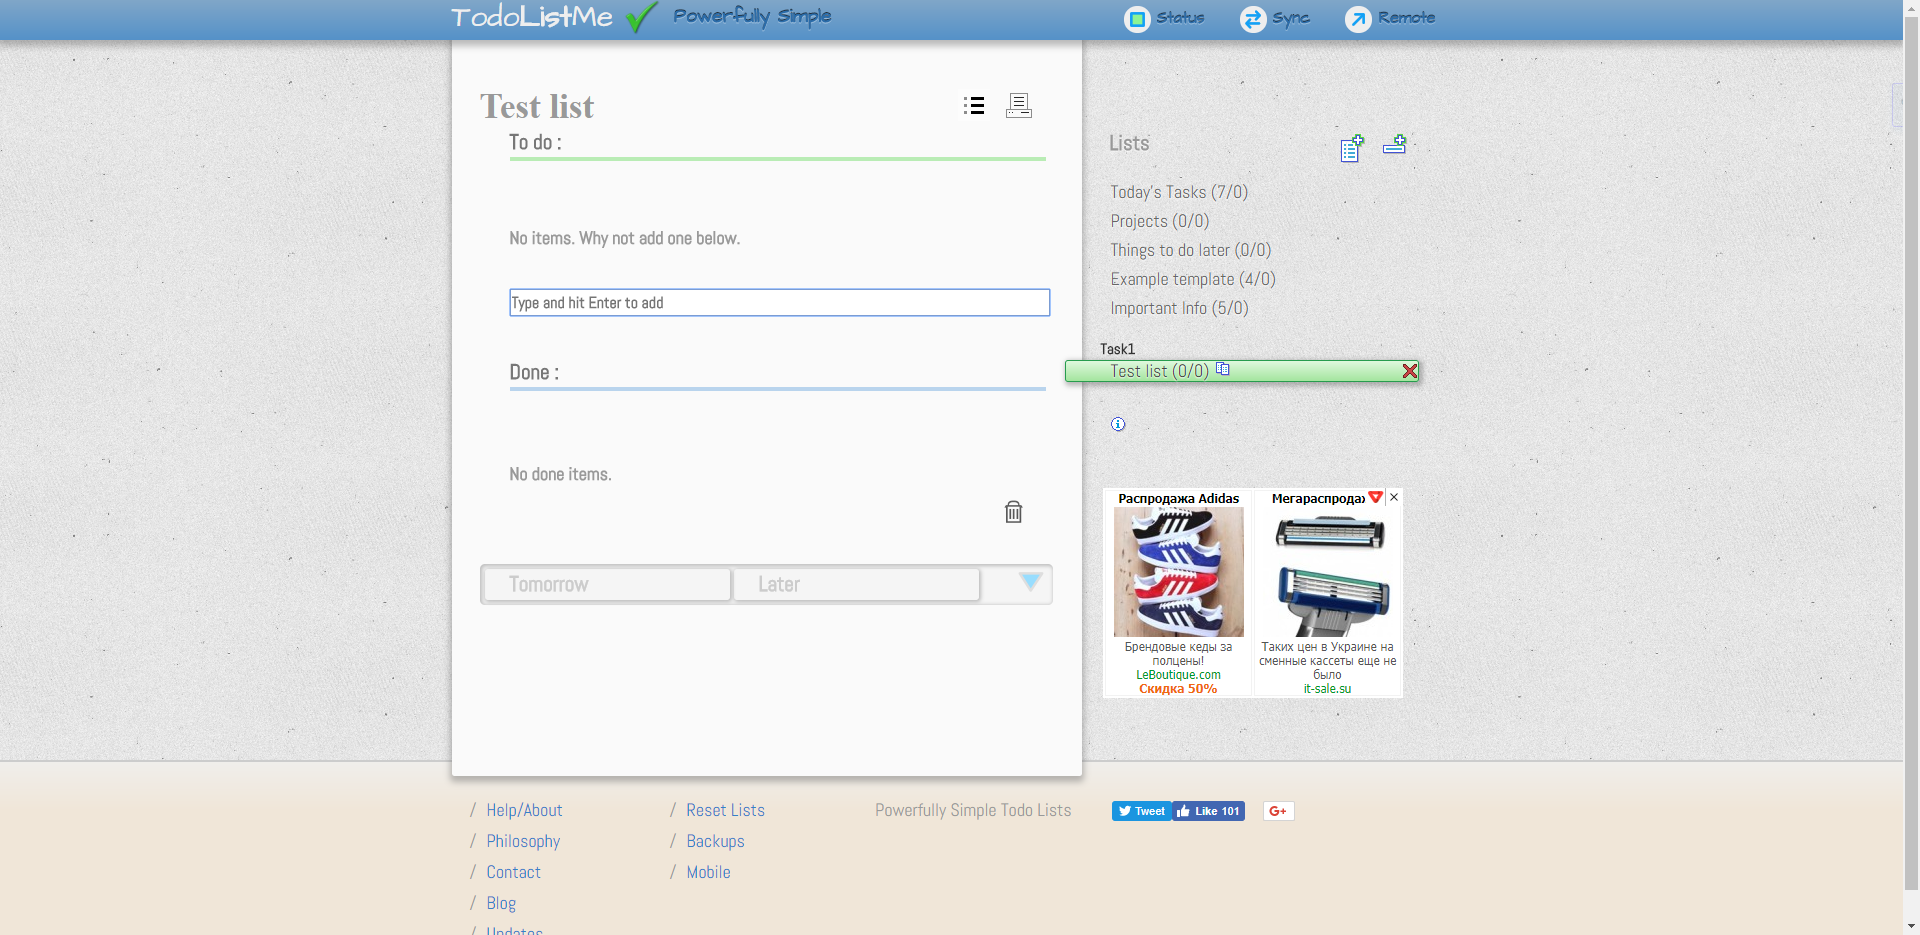 TodoListMe Powerfully Simple Status Sync Remote
Test list
To do :
No items. Why not add one below.
Type and hit Enter to add
Done :
No done items.
Tomorrow Later
Lists
Today's Tasks (7/0)
Projects (0/0)
Things to do later (0/0)
Example template (4/0)
Important Info (5/0)
Task1
Test list (0/0)
Распродажа Adidas
Брендовые кеды за
полцены!
LeBoutique.com
Скидка 50%
Мегараспродаж
Таких цен в Украине на
сменные кассеты еще не
было
it-sale.su
/ Help/About
/ Philosophy
/ Contact
/ Blog
/ Updates
/ Reset Lists
/ Backups
/ Mobile
Powerfully Simple Todo Lists
Tweet Like 101 G+